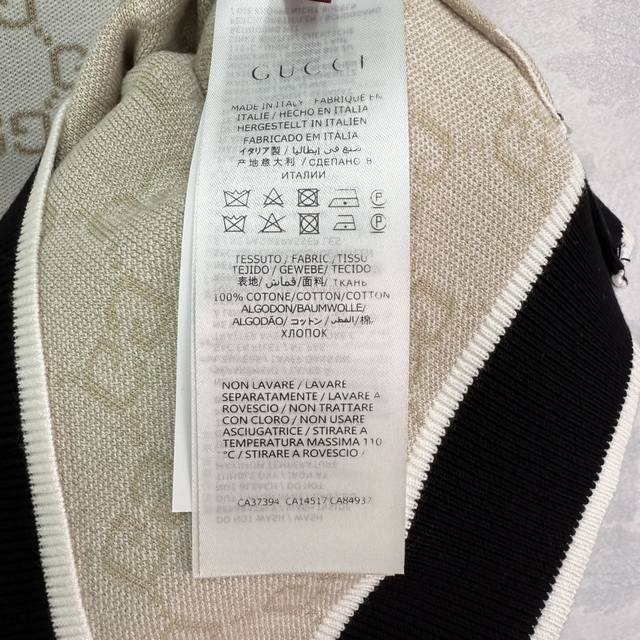 GUCCI
MADE IN ITALY / FABRIQUÉ EN
ITALIE / HECHO EN ITALIA
HERGESTELLT IN ITALIEN
FABRICADO EM ITÁLIA
イタリア製 / صنع في إيطاليا
产地意大利 / СДЕЛАНО В
ИТАЛИИ
P
P
TESSUTO / FABRIC / TISSU
TEJIDO / GEWEBE/ TECIDO
表地/ قماش/ 面料/ ТКАНЬ
100% COTONE/COTTON/COTTON
ALGODON/BAUMWOLLE/
ALGODÃO/ コットン/القطن /棉/
ХЛОПОК
NON LAVARE / LAVARE
SEPARATAMENTE / LAVARE A
ROVESCIO / NON TRATTARE
CON CLORO / NON USARE
ASCIUGATRICE / STIRARE A
TEMPERATURA MASSIMA 110
°C/ STIRARE A ROVESCIO /
CA37394 CA14517 CA84937